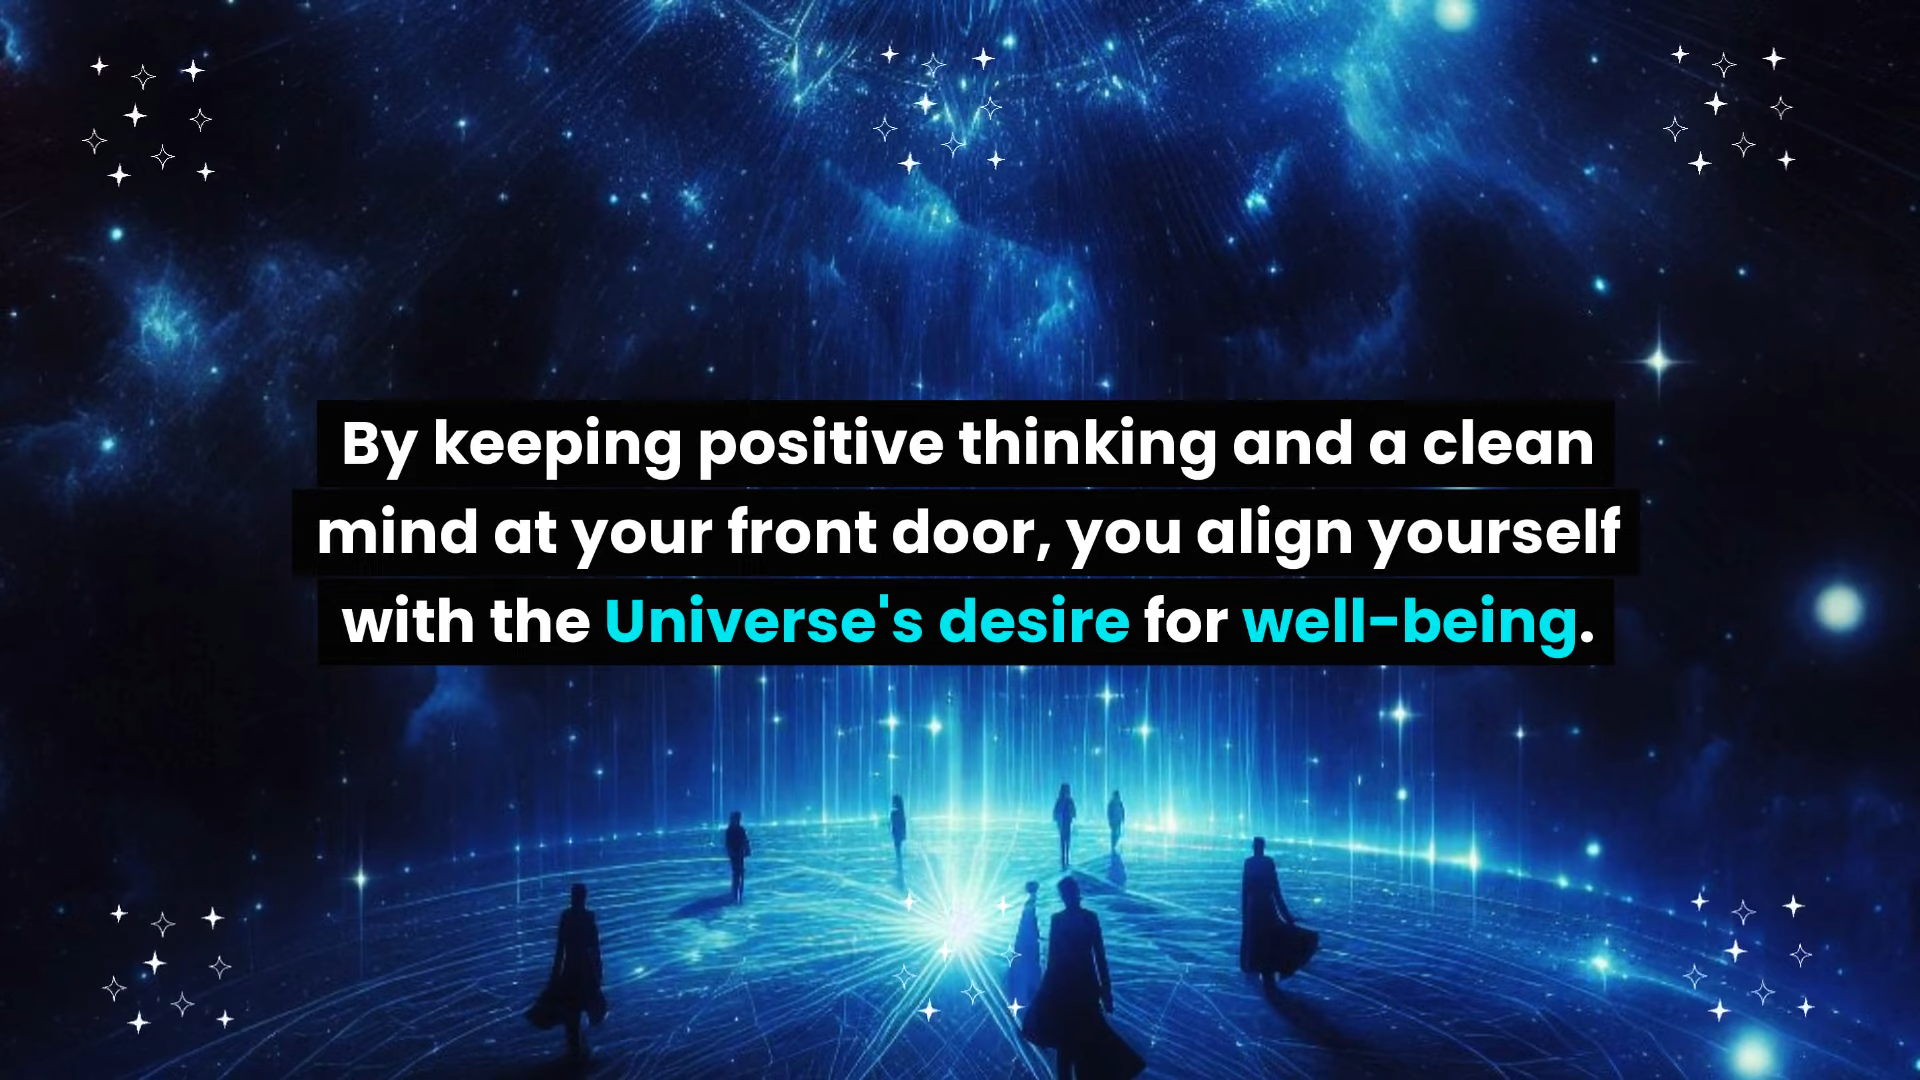 By keeping positive thinking and a clean
mind at your front door, you align yourself
with the Universe's desire for well-being.